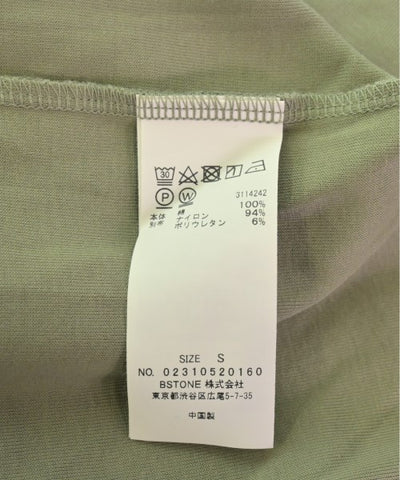 30
P W 3114242
本体 綿 100%
別布 ナイロン 94%
ポリウレタン 6%
SIZE S
NO. 02310520160
BSTONE 株式会社
東京都渋谷区広尾5-7-35
中国製